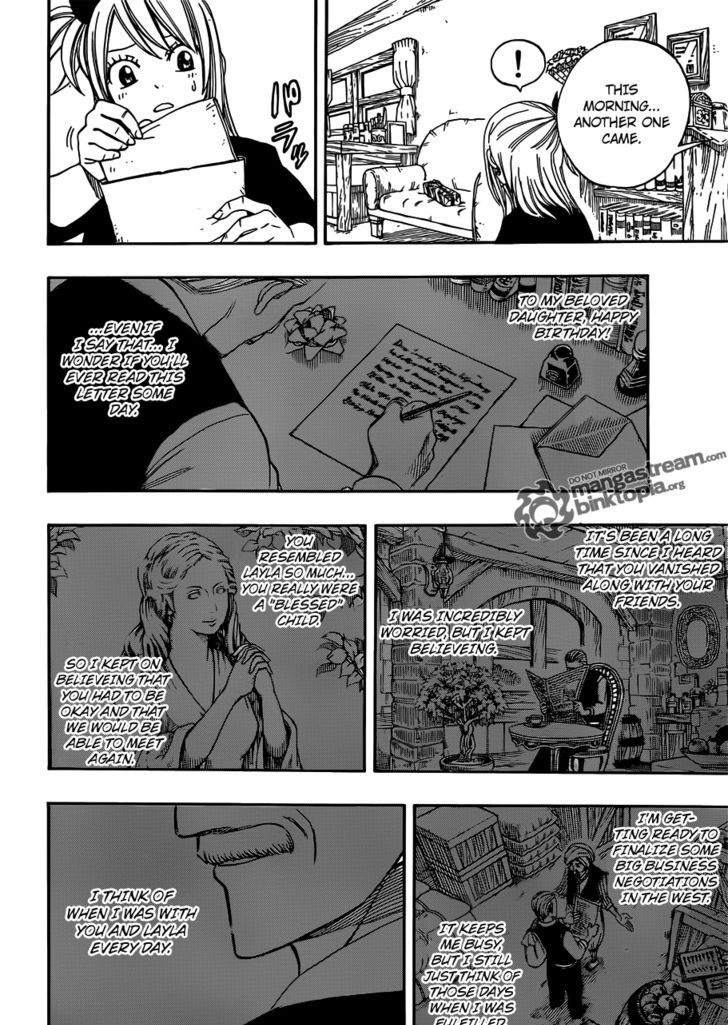 THIS
MORNING...
ANOTHER ONE
CAME.
!
TO MY BELOVED
DAUGHTER, HAPPY
BIRTHDAY!
...EVEN IF
I SAY THAT... I
WONDER IF YOU'LL
EVER READ THIS
LETTER SOME
DAY.
DO NOT MIRROR
mangastream.com
binktopia.org
IT'S BEEN A LONG
TIME SINCE I HEARD
THAT YOU VANISHED
ALONG WITH YOUR
FRIENDS.
I WAS INCREDIBLY
WORRIED, BUT I KEPT
BELIEVEING.
YOU
RESEMBLED
LAYLA SO MUCH...
YOU REALLY WERE
A "BLESSED"
CHILD.
SO I KEPT ON
BELIEVEING THAT
YOU HAD TO BE
OKAY AND THAT
WE WOULD BE
ABLE TO MEET
AGAIN.
I'M GET-
TING READY TO
FINALIZE SOME
BIG BUSINESS
NEGOTIATIONS
IN THE WEST.
IT KEEPS
ME BUSY,
BUT I STILL
JUST THINK OF
THOSE DAYS
WHEN I WAS
FULFILLED
I THINK OF
WHEN I WAS WITH
YOU AND LAYLA
EVERY DAY.